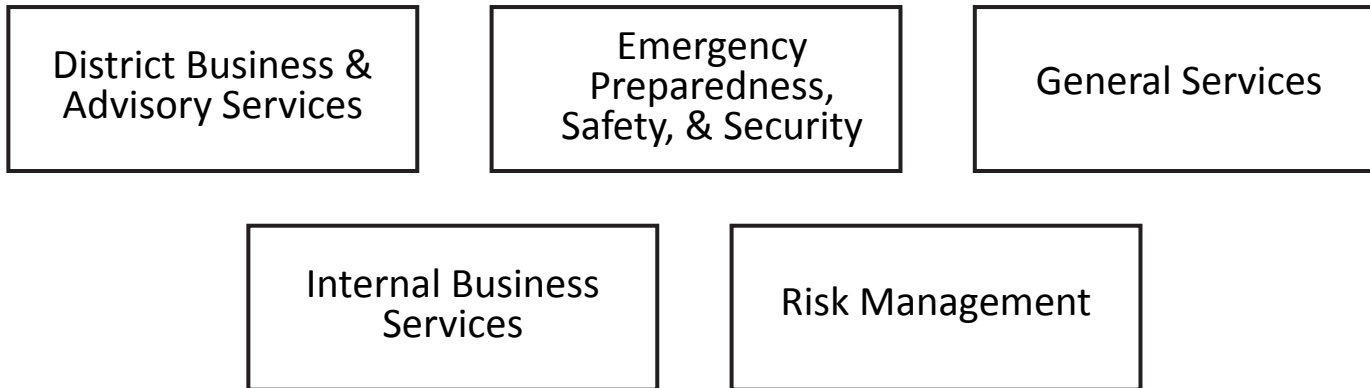 District Business &
Advisory Services
Emergency
Preparedness,
Safety, & Security
General Services
Internal Business
Services
Risk Management